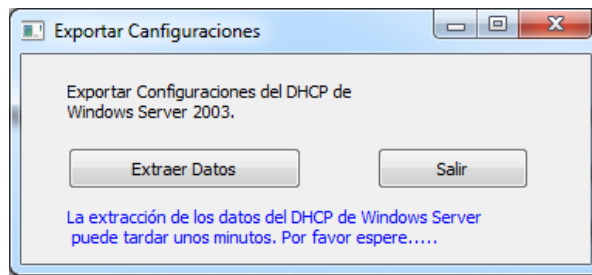 Exportar Canfiguraciones
Exportar Configuraciones del DHCP de
Windows Server 2003.
Extraer Datos
Salir
La extracción de los datos del DHCP de Windows Server
puede tardar unos minutos. Por favor espere.....